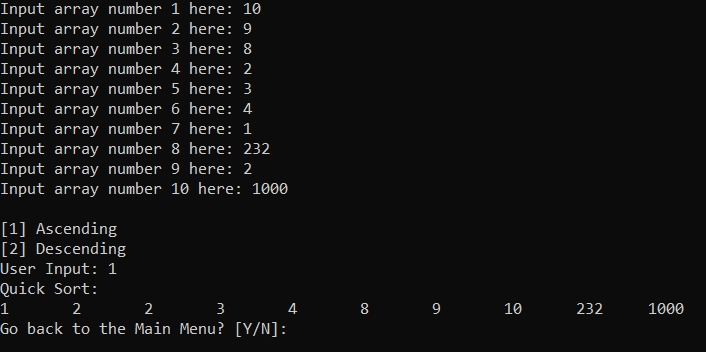 Input array number 1 here: 10
Input array number 2 here: 9
Input array number 3 here: 8
Input array number 4 here: 2
Input array number 5 here: 3
Input array number 6 here: 4
Input array number 7 here: 1
Input array number 8 here: 232
Input array number 9 here: 2
Input array number 10 here: 1000
[1] Ascending
[2] Descending
User Input: 1
Quick Sort:
1 2 2 3 4 8 9 10 232 1000
Go back to the Main Menu? [Y/N]: